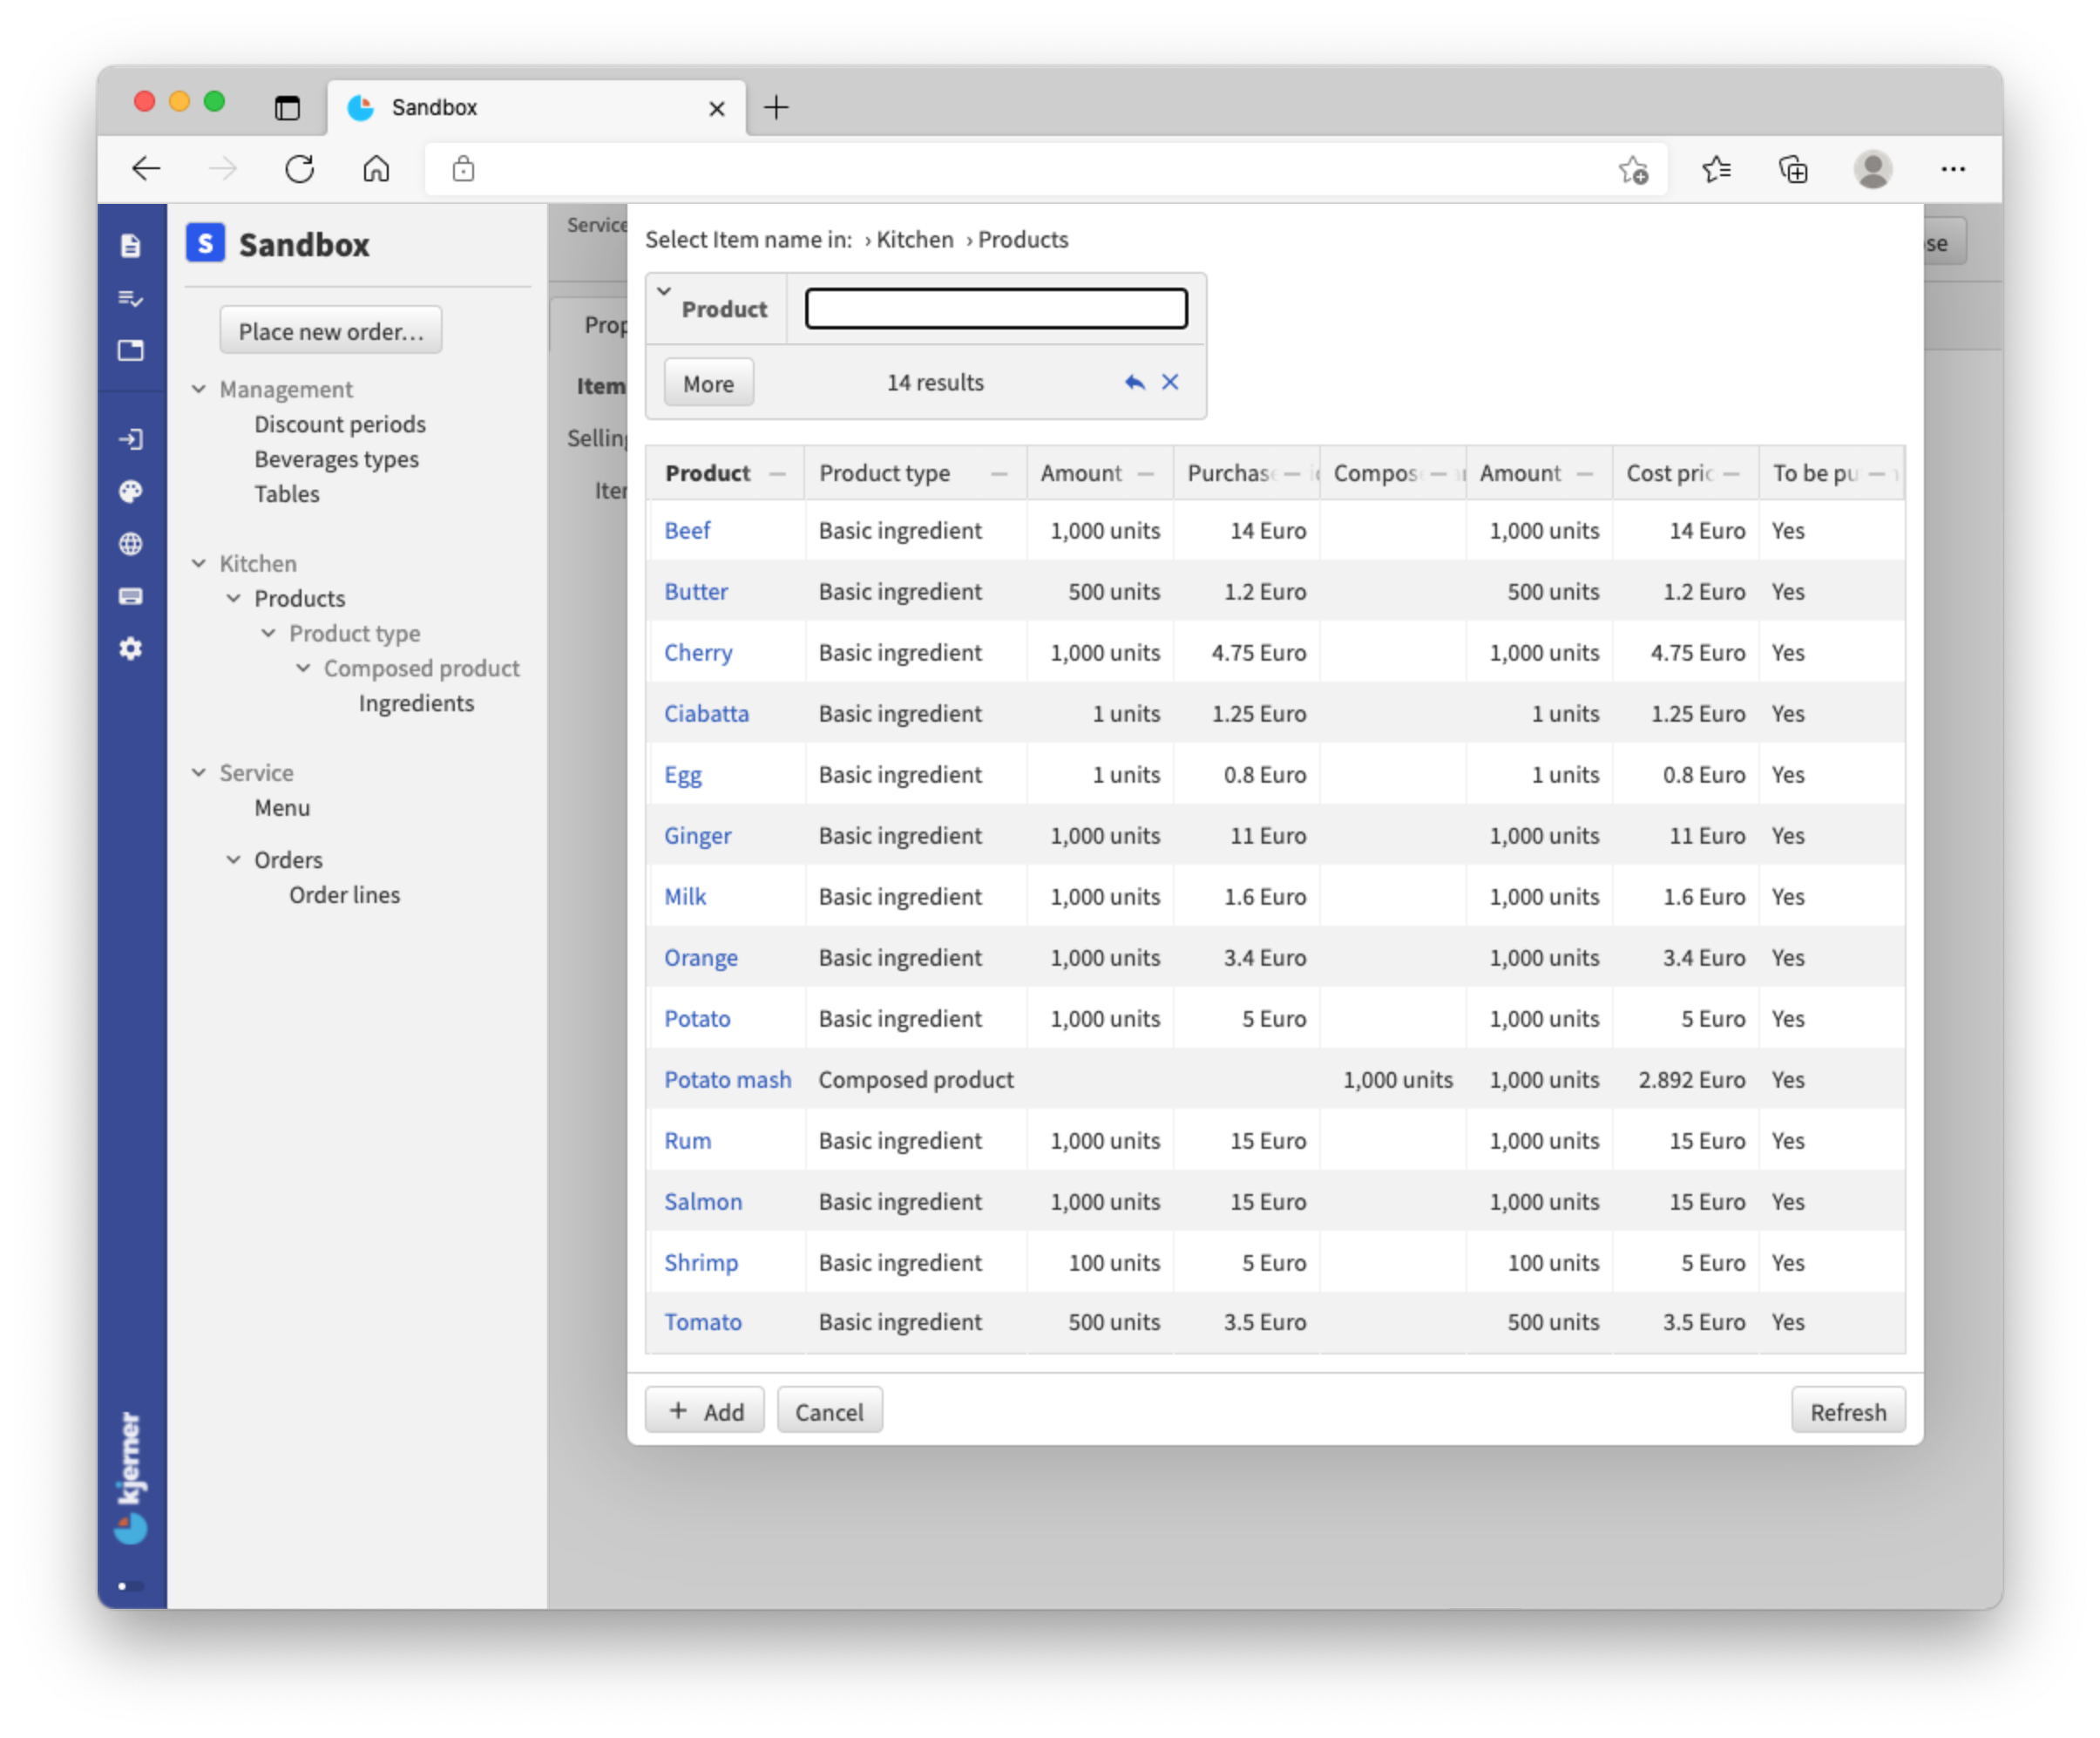 Sandbox
S Sandbox
Place new order…
Management
Discount periods
Beverages types
Tables
Kitchen
Products
Product type
Composed product
Ingredients
Service
Menu
Orders
Order lines
kjerner
Service
Prop
Item
Selling
Iter
se
Select Item name in: › Kitchen › Products
Product
More 14 results
Product Product type Amount Purchas Compos Amount Cost pric To be pu
Beef Basic ingredient 1,000 units 14 Euro 1,000 units 14 Euro Yes
Butter Basic ingredient 500 units 1.2 Euro 500 units 1.2 Euro Yes
Cherry Basic ingredient 1,000 units 4.75 Euro 1,000 units 4.75 Euro Yes
Ciabatta Basic ingredient 1 units 1.25 Euro 1 units 1.25 Euro Yes
Egg Basic ingredient 1 units 0.8 Euro 1 units 0.8 Euro Yes
Ginger Basic ingredient 1,000 units 11 Euro 1,000 units 11 Euro Yes
Milk Basic ingredient 1,000 units 1.6 Euro 1,000 units 1.6 Euro Yes
Orange Basic ingredient 1,000 units 3.4 Euro 1,000 units 3.4 Euro Yes
Potato Basic ingredient 1,000 units 5 Euro 1,000 units 5 Euro Yes
Potato mash Composed product 1,000 units 1,000 units 2.892 Euro Yes
Rum Basic ingredient 1,000 units 15 Euro 1,000 units 15 Euro Yes
Salmon Basic ingredient 1,000 units 15 Euro 1,000 units 15 Euro Yes
Shrimp Basic ingredient 100 units 5 Euro 100 units 5 Euro Yes
Tomato Basic ingredient 500 units 3.5 Euro 500 units 3.5 Euro Yes
+ Add Cancel Refresh